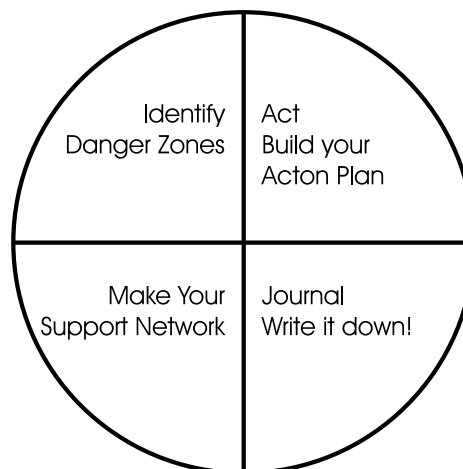 Identify
Danger Zones
Act
Build your
Acton Plan
Make Your
Support Network
Journal
Write it down!